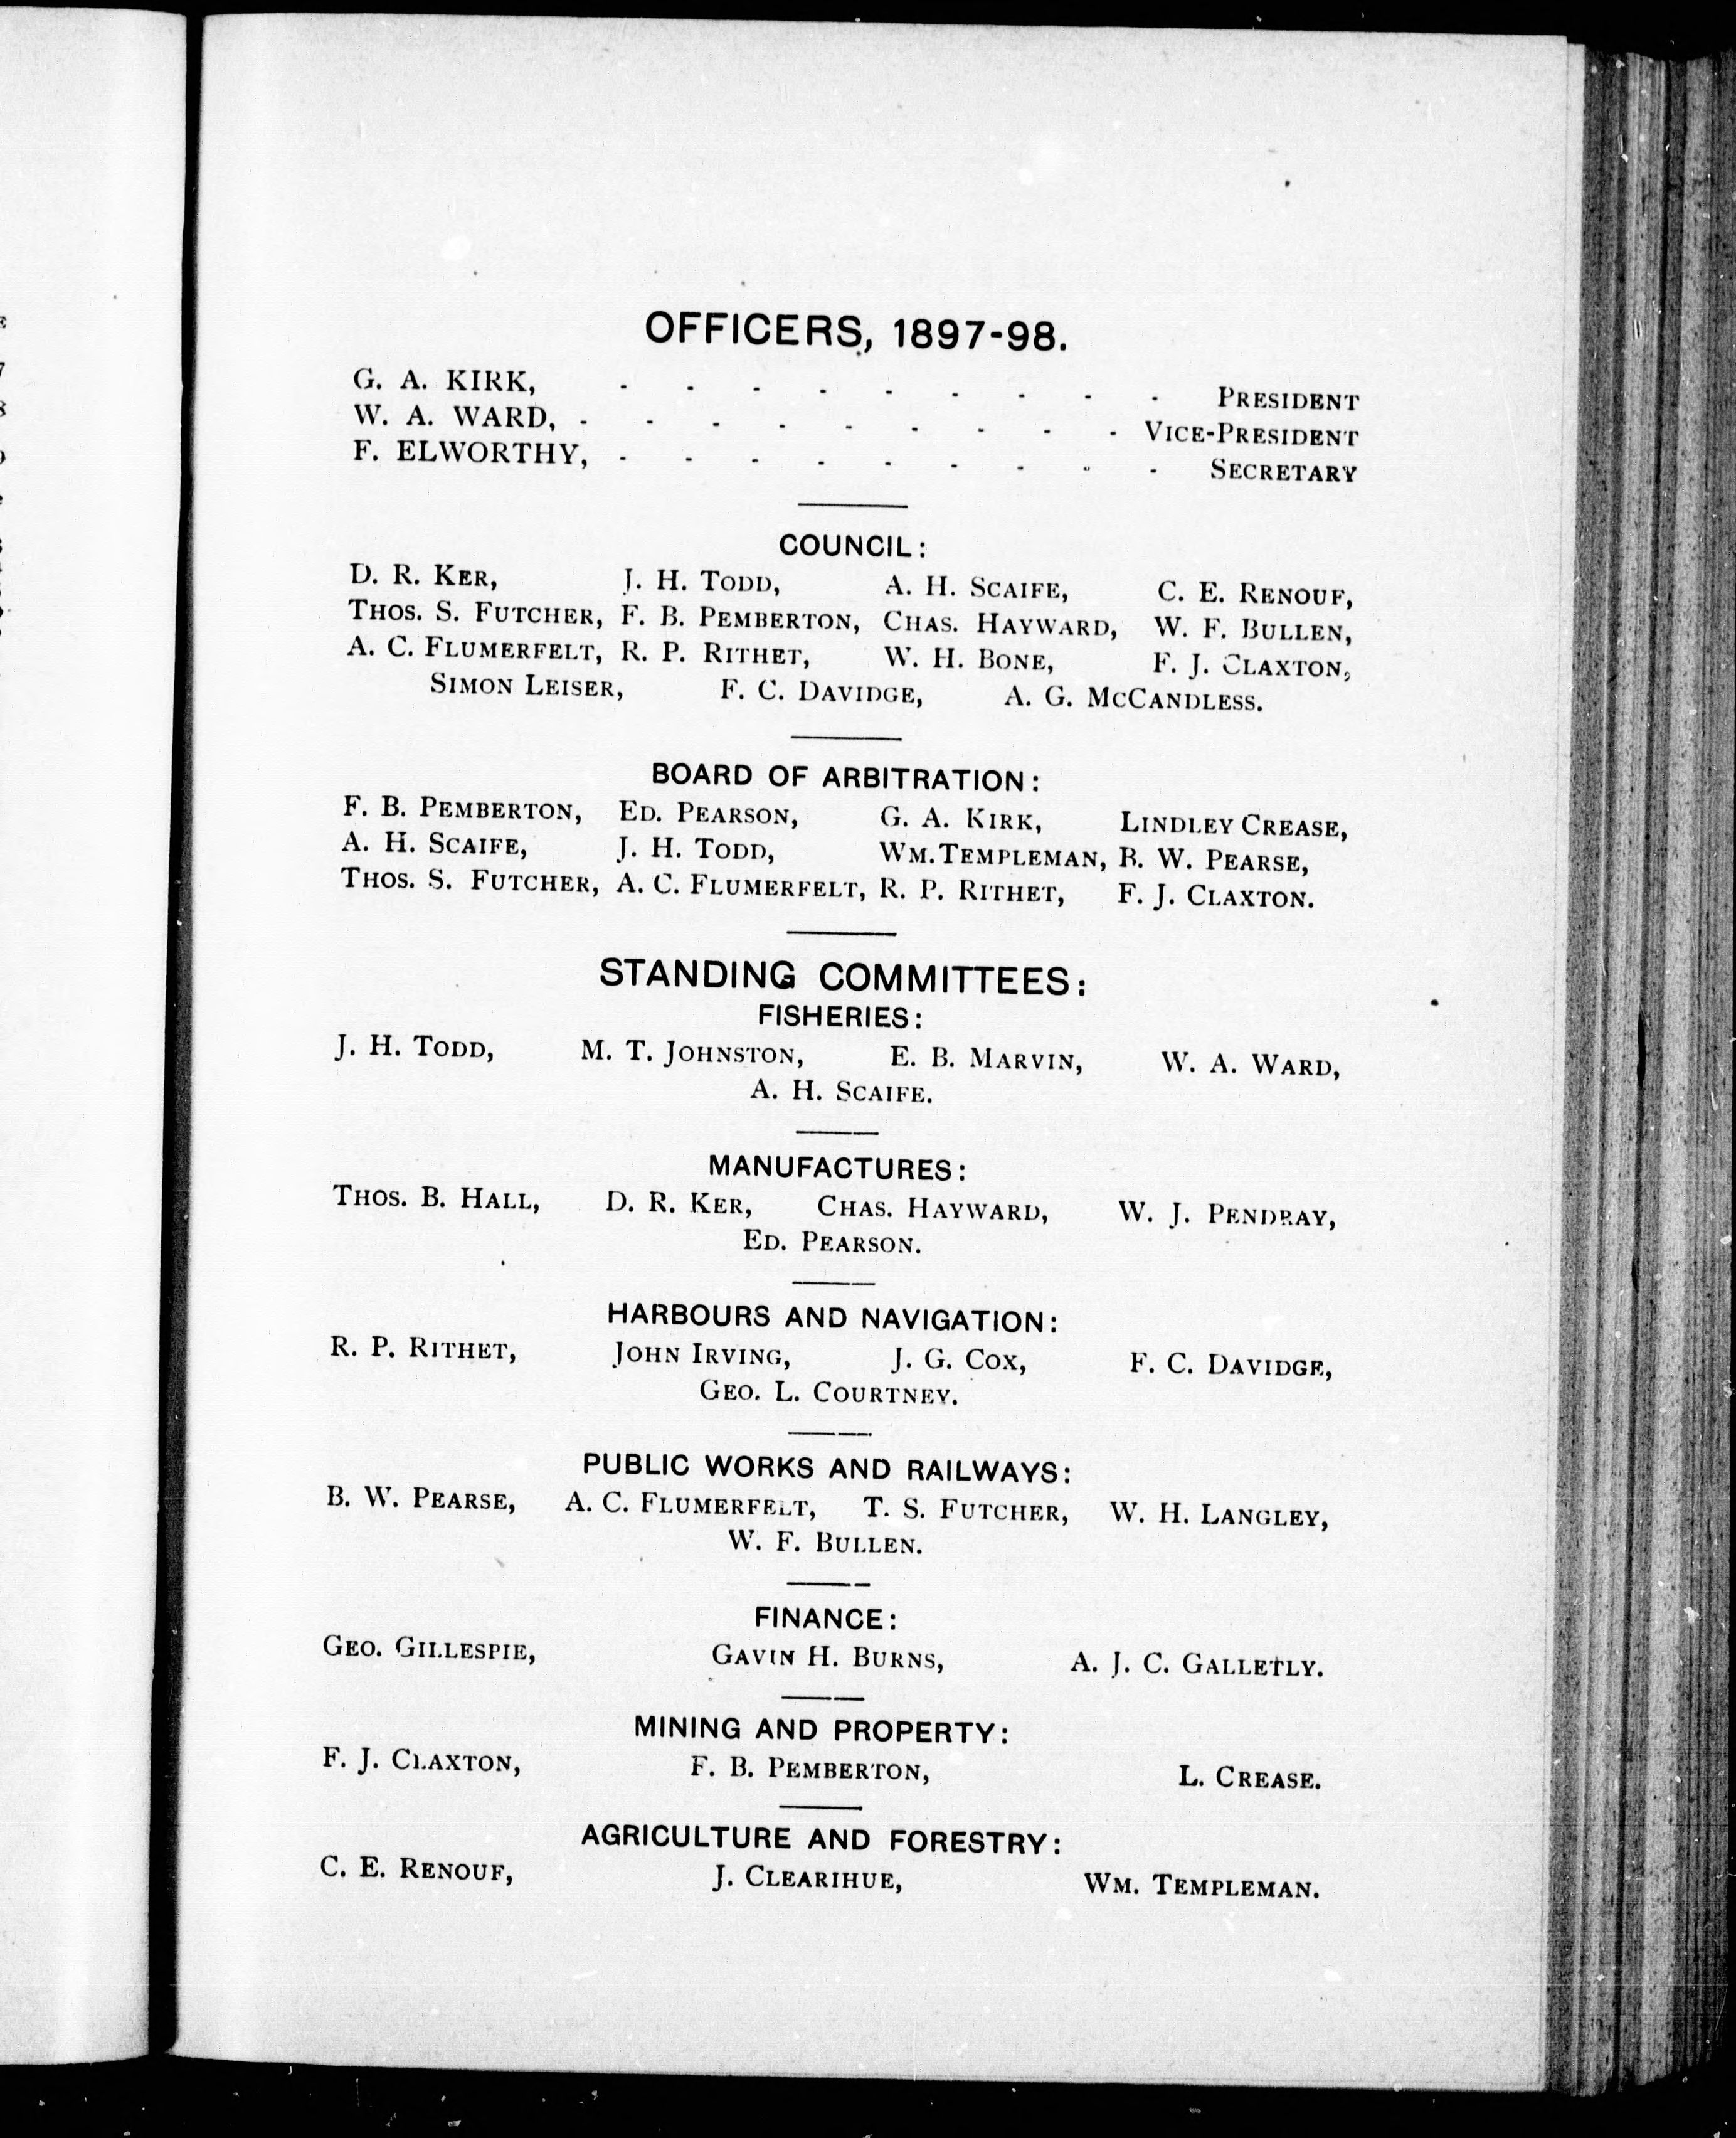 OFFICERS, 1897-98.
G. A. KIRK, - - - - - - - - - PRESIDENT
W. A. WARD, - - - - - - - - - VICE-PRESIDENT
F. ELWORTHY, - - - - - - - - - SECRETARY
COUNCIL:
D. R. KER, J. H. TODD, A. H. SCAIFE, C. E. RENOUF,
THOS. S. FUTCHER, F. B. PEMBERTON, CHAS. HAYWARD, W. F. BULLEN,
A. C. FLUMERFELT, R. P. RITHET, W. H. BONE, F. J. CLAXTON,
SIMON LEISER, F. C. DAVIDGE, A. G. MCCANDLESS.
BOARD OF ARBITRATION:
F. B. PEMBERTON, ED. PEARSON, G. A. KIRK, LINDLEY CREASE,
A. H. SCAIFE, J. H. TODD, WM. TEMPLEMAN, B. W. PEARSE,
THOS. S. FUTCHER, A. C. FLUMERFELT, R. P. RITHET, F. J. CLAXTON.
STANDING COMMITTEES:
FISHERIES:
J. H. TODD, M. T. JOHNSTON, E. B. MARVIN, W. A. WARD,
A. H. SCAIFE.
MANUFACTURES:
THOS. B. HALL, D. R. KER, CHAS. HAYWARD, W. J. PENDRAY,
ED. PEARSON.
HARBOURS AND NAVIGATION:
R. P. RITHET, JOHN IRVING, J. G. COX, F. C. DAVIDGE,
GEO. L. COURTNEY.
PUBLIC WORKS AND RAILWAYS:
B. W. PEARSE, A. C. FLUMERFELT, T. S. FUTCHER, W. H. LANGLEY,
W. F. BULLEN.
FINANCE:
GEO. GILLESPIE, GAVIN H. BURNS, A. J. C. GALLETLY.
MINING AND PROPERTY:
F. J. CLAXTON, F. B. PEMBERTON, L. CREASE.
AGRICULTURE AND FORESTRY:
C. E. RENOUF, J. CLEARIHUE, WM. TEMPLEMAN.